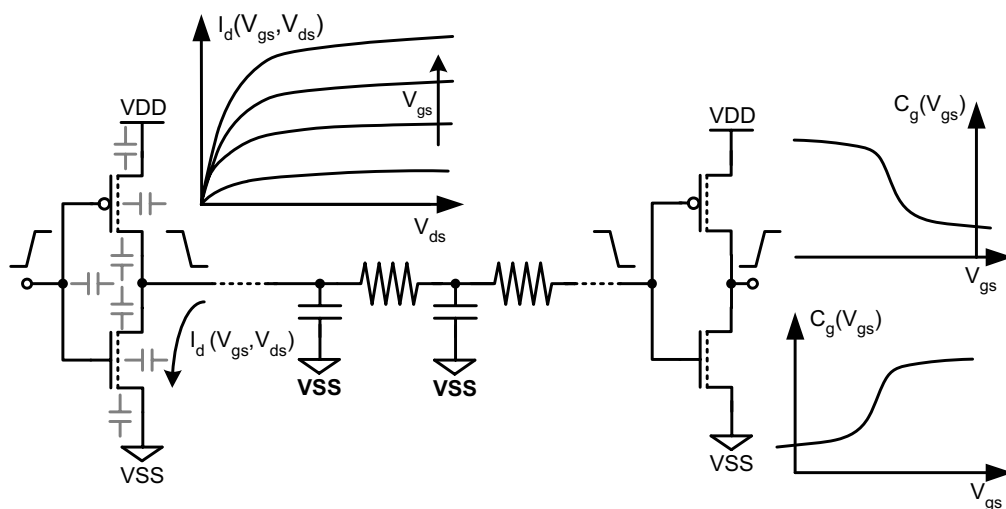 I_d(V_gs,V_ds)
V_gs
V_ds
VDD
I_d(V_gs,V_ds)
VSS
VSS
VSS
VDD
VSS
C_g(V_gs)
V_gs
C_g(V_gs)
V_gs